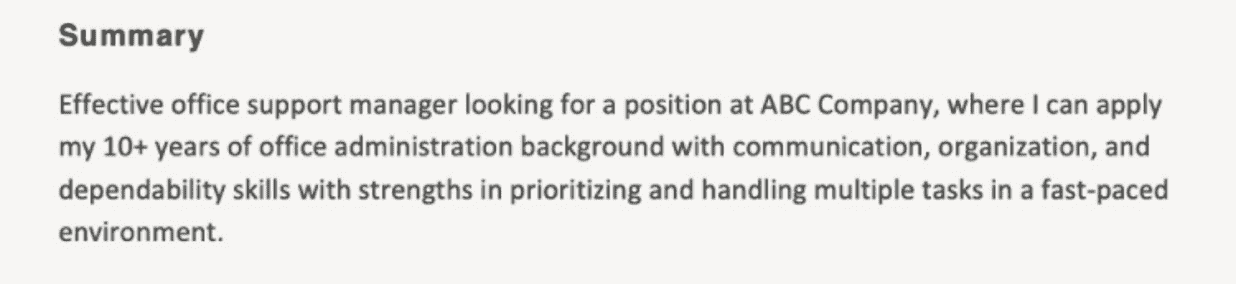 Summary
Effective office support manager looking for a position at ABC Company, where I can apply
my 10+ years of office administration background with communication, organization, and
dependability skills with strengths in prioritizing and handling multiple tasks in a fast-paced
environment.